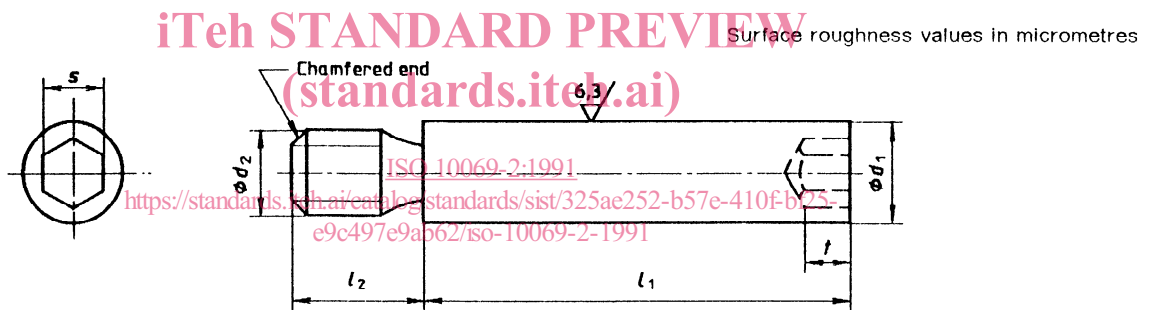 iTeh STANDARD PREVIEW
Surface roughness values in micrometres
s
Chamfered end
(standards.iteh.ai)
6,3
Φd₂
ISO 10069-2:1991
Φd₁
https://standards.iteh.ai/catalog/standards/sist/325ae252-b57e-410f-bf25-
e9c497e9ab62/iso-10069-2-1991
t
l₂
l₁